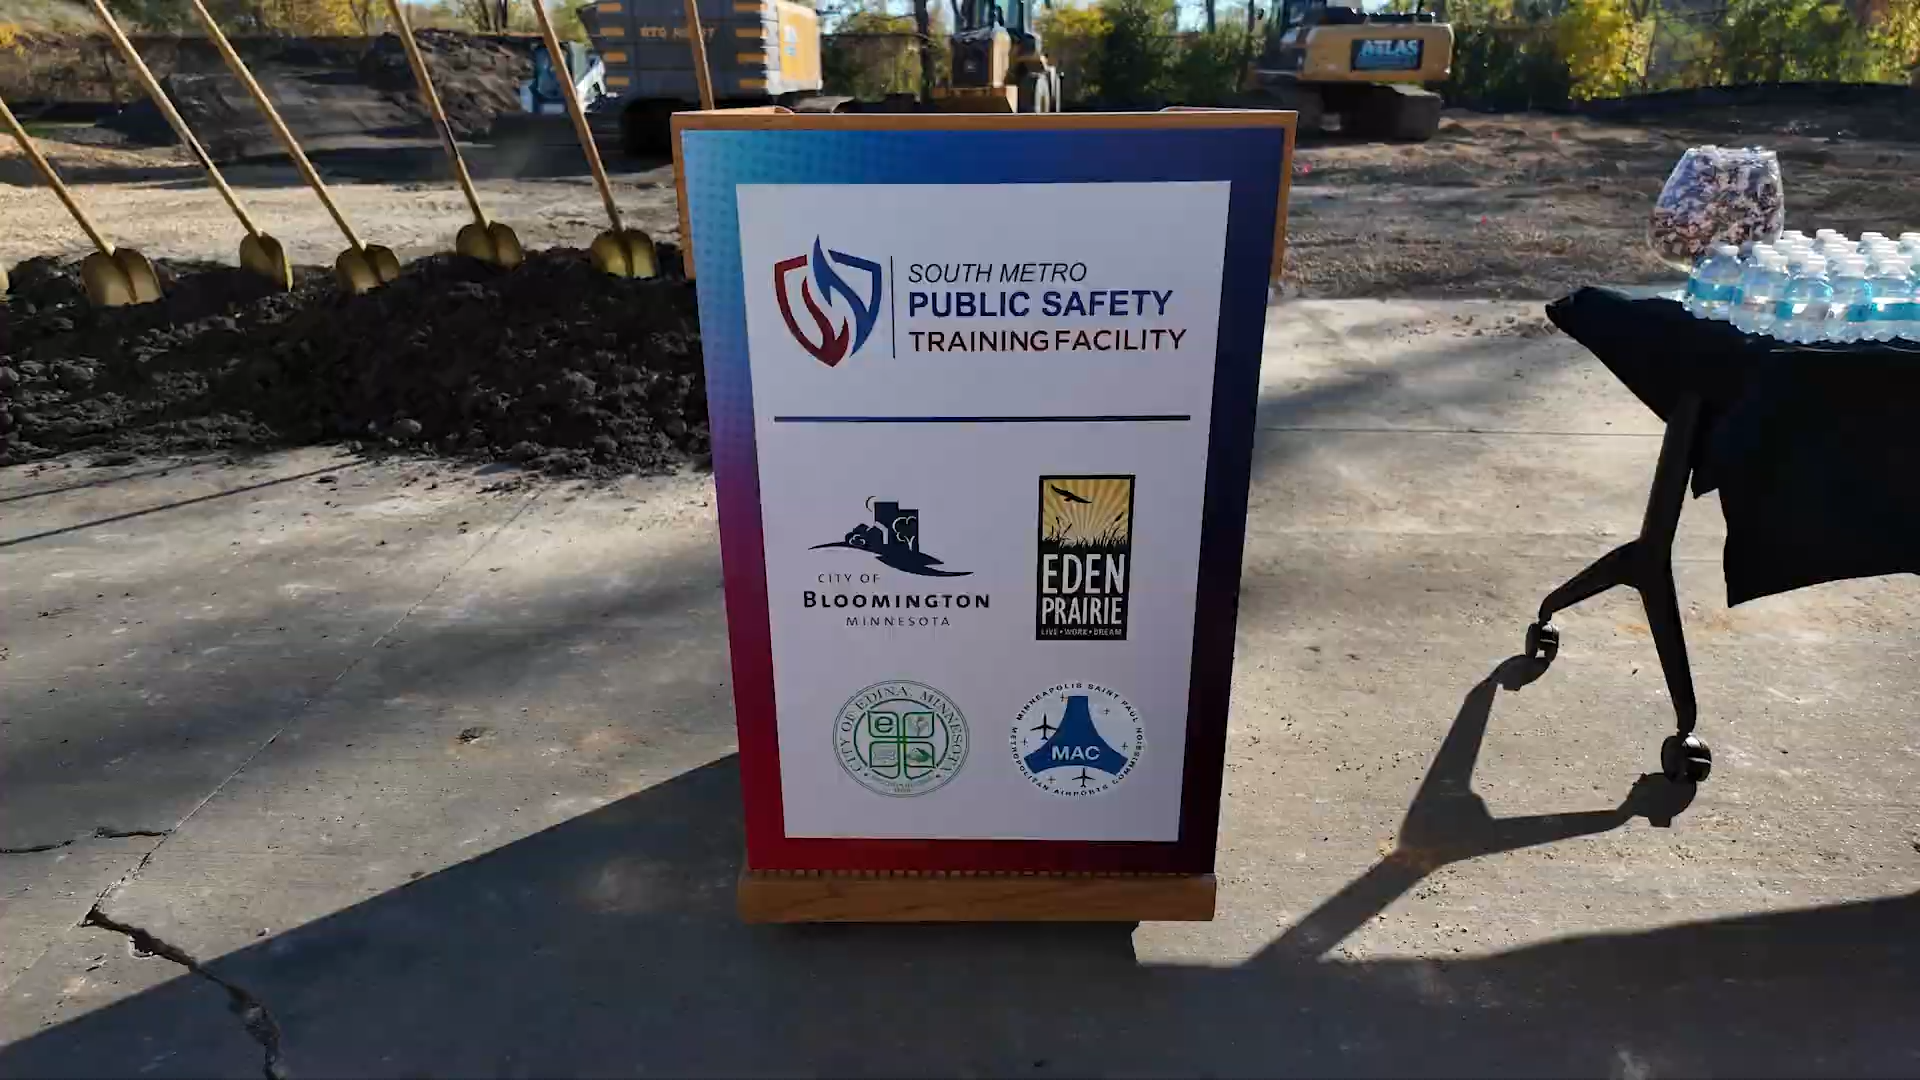 ATLAS
SOUTH METRO
PUBLIC SAFETY
TRAINING FACILITY
CITY OF
BLOOMINGTON
MINNESOTA
EDEN
PRAIRIE
LIVE • WORK • DREAM
CITY OF EDINA, MINNESOTA
e
MINNEAPOLIS SAINT PAUL
MAC
METROPOLITAN AIRPORTS COMMISSION